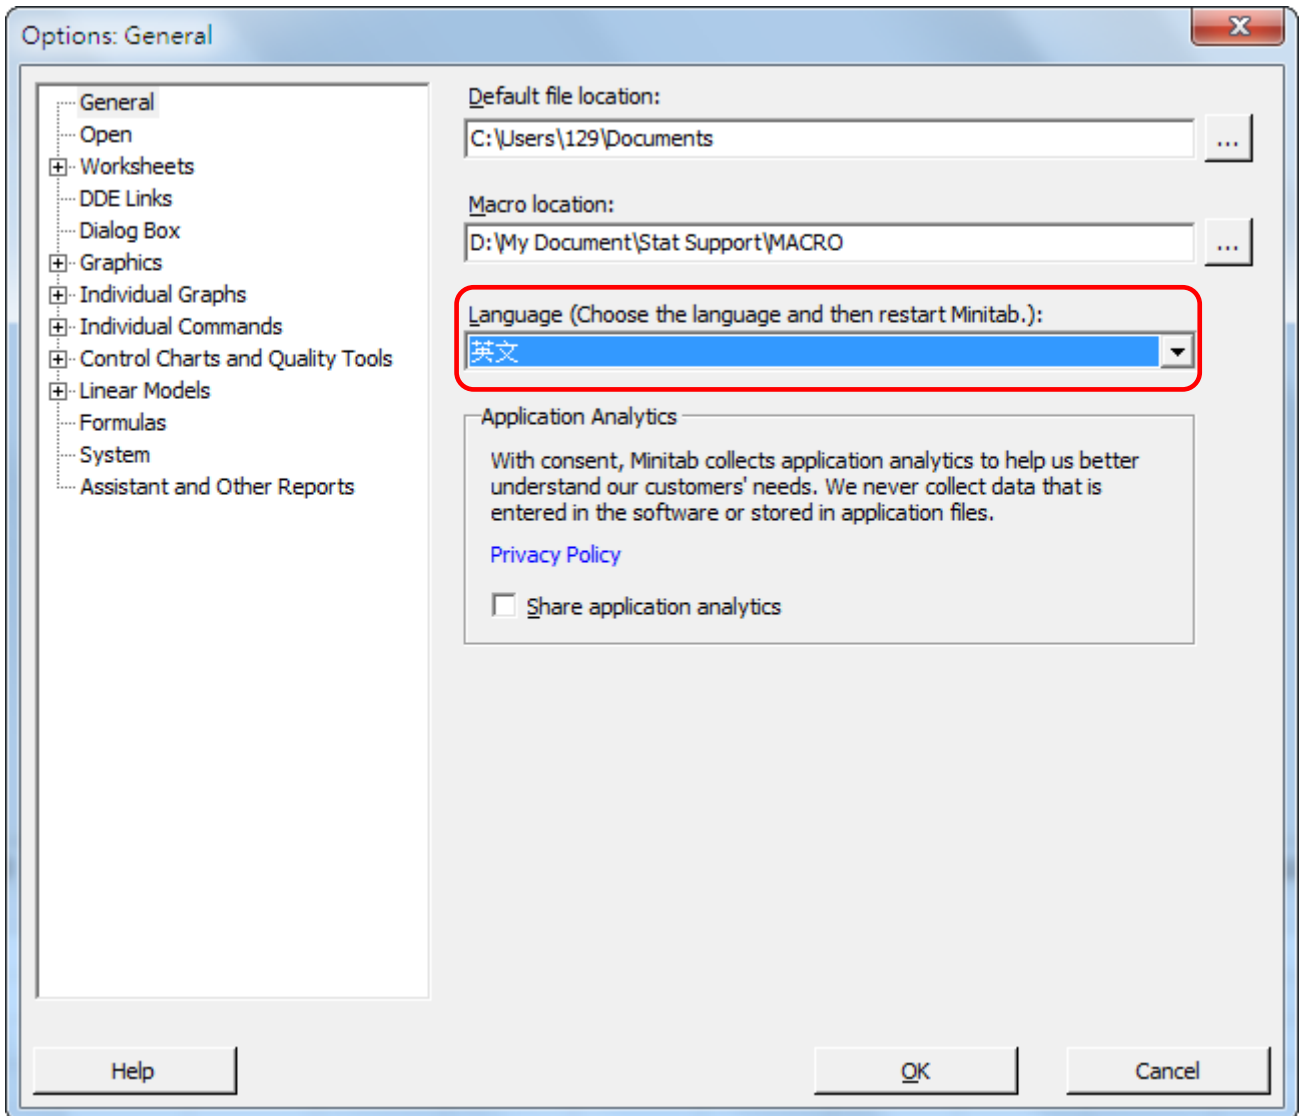 Options: General
General
Open
Worksheets
DDE Links
Dialog Box
Graphics
Individual Graphs
Individual Commands
Control Charts and Quality Tools
Linear Models
Formulas
System
Assistant and Other Reports
Default file location:
C:\Users\129\Documents
...
Macro location:
D:\My Document\Stat Support\MACRO
...
Language (Choose the language and then restart Minitab.):
英文
Application Analytics
With consent, Minitab collects application analytics to help us better
understand our customers' needs. We never collect data that is
entered in the software or stored in application files.
Privacy Policy
Share application analytics
Help
OK
Cancel